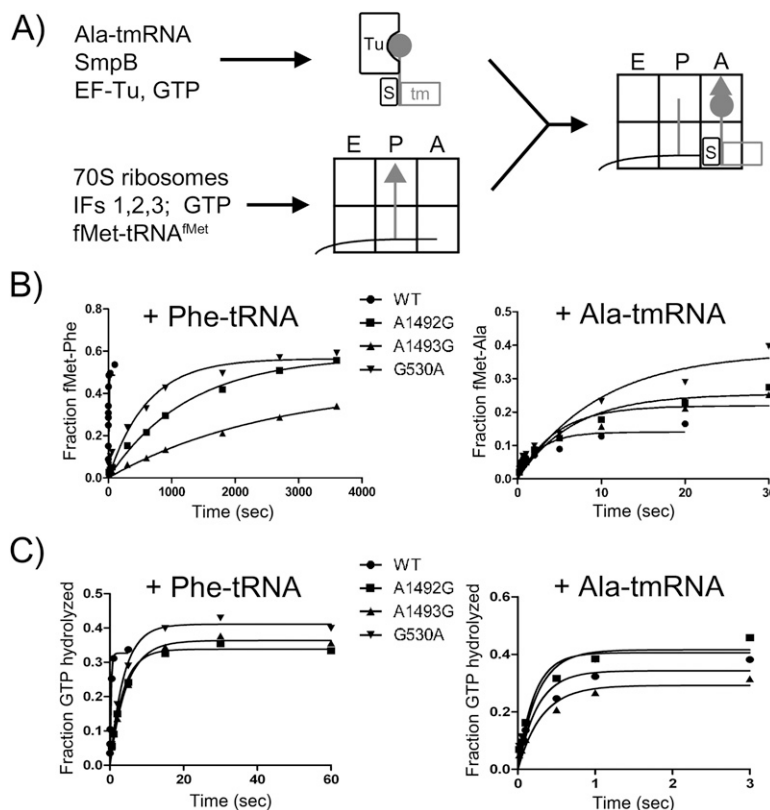 A)
Ala-tmRNA
SmpB
EF-Tu, GTP
Tu
S tm
70S ribosomes
IFs 1,2,3; GTP
fMet-tRNAfMet
E P A
E P A
S
B)
+ Phe-tRNA
Fraction fMet-Phe
0.8
0.6
0.4
0.2
0.0
0 1000 2000 3000 4000
Time (sec)
WT
A1492G
A1493G
G530A
+ Ala-tmRNA
Fraction fMet-Ala
0.5
0.4
0.3
0.2
0.1
0.0
0 10 20 30
Time (sec)
C)
+ Phe-tRNA
Fraction GTP hydrolyzed
0.5
0.4
0.3
0.2
0.1
0.0
0 20 40 60
Time (sec)
WT
A1492G
A1493G
G530A
+ Ala-tmRNA
Fraction GTP hydrolyzed
0.6
0.4
0.2
0.0
0 1 2 3
Time (sec)